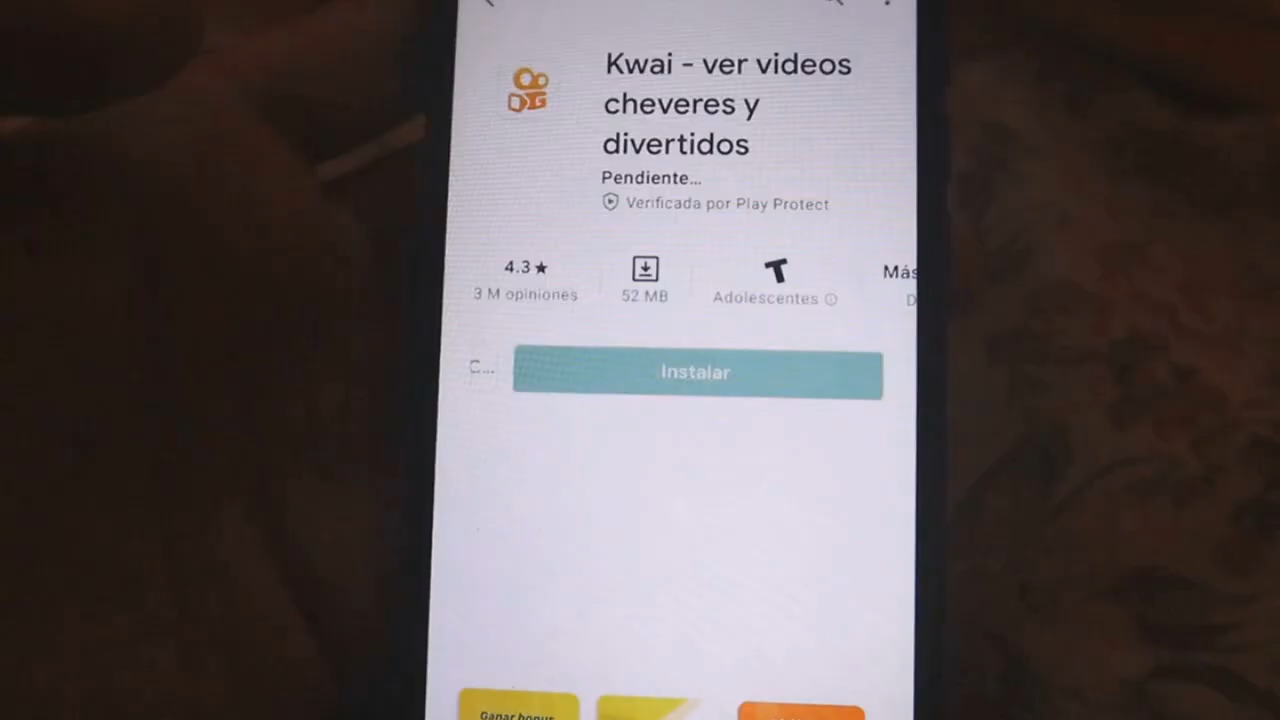 Kwai - ver videos
cheveres y
divertidos
Pendiente...
Verificada por Play Protect
4.3★
3 M opiniones
52 MB
T
Adolescentes
Más
D
C...
Instalar
Ganar bonus